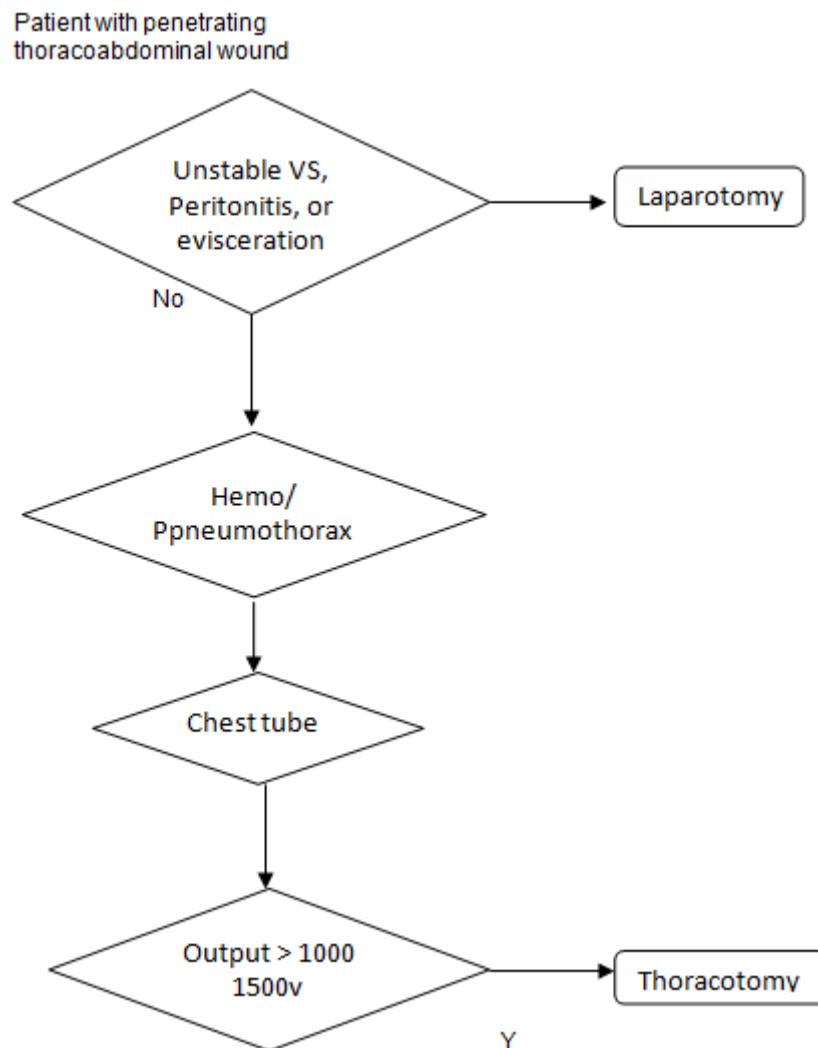 Patient with penetrating
thoracoabdominal wound
Unstable VS,
Peritonitis, or
evisceration
Laparotomy
No
Hemo/
Ppneumothorax
Chest tube
Output > 1000
1500v
Thoracotomy
Y